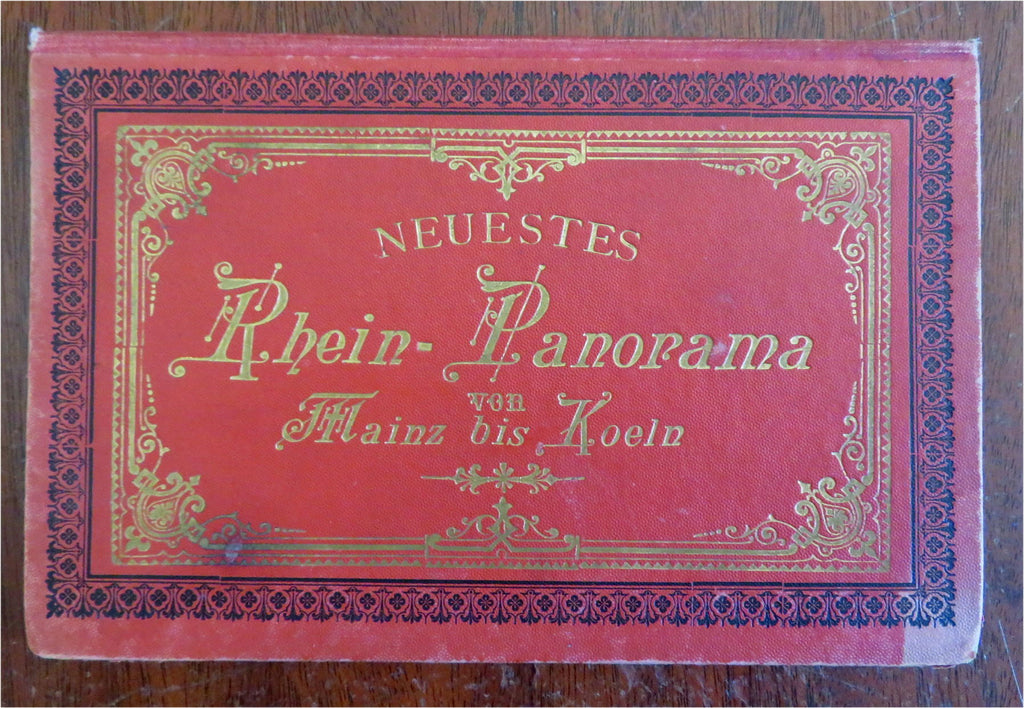 NEUESTES
Rhein-Panorama
von
Mainz bis Koeln